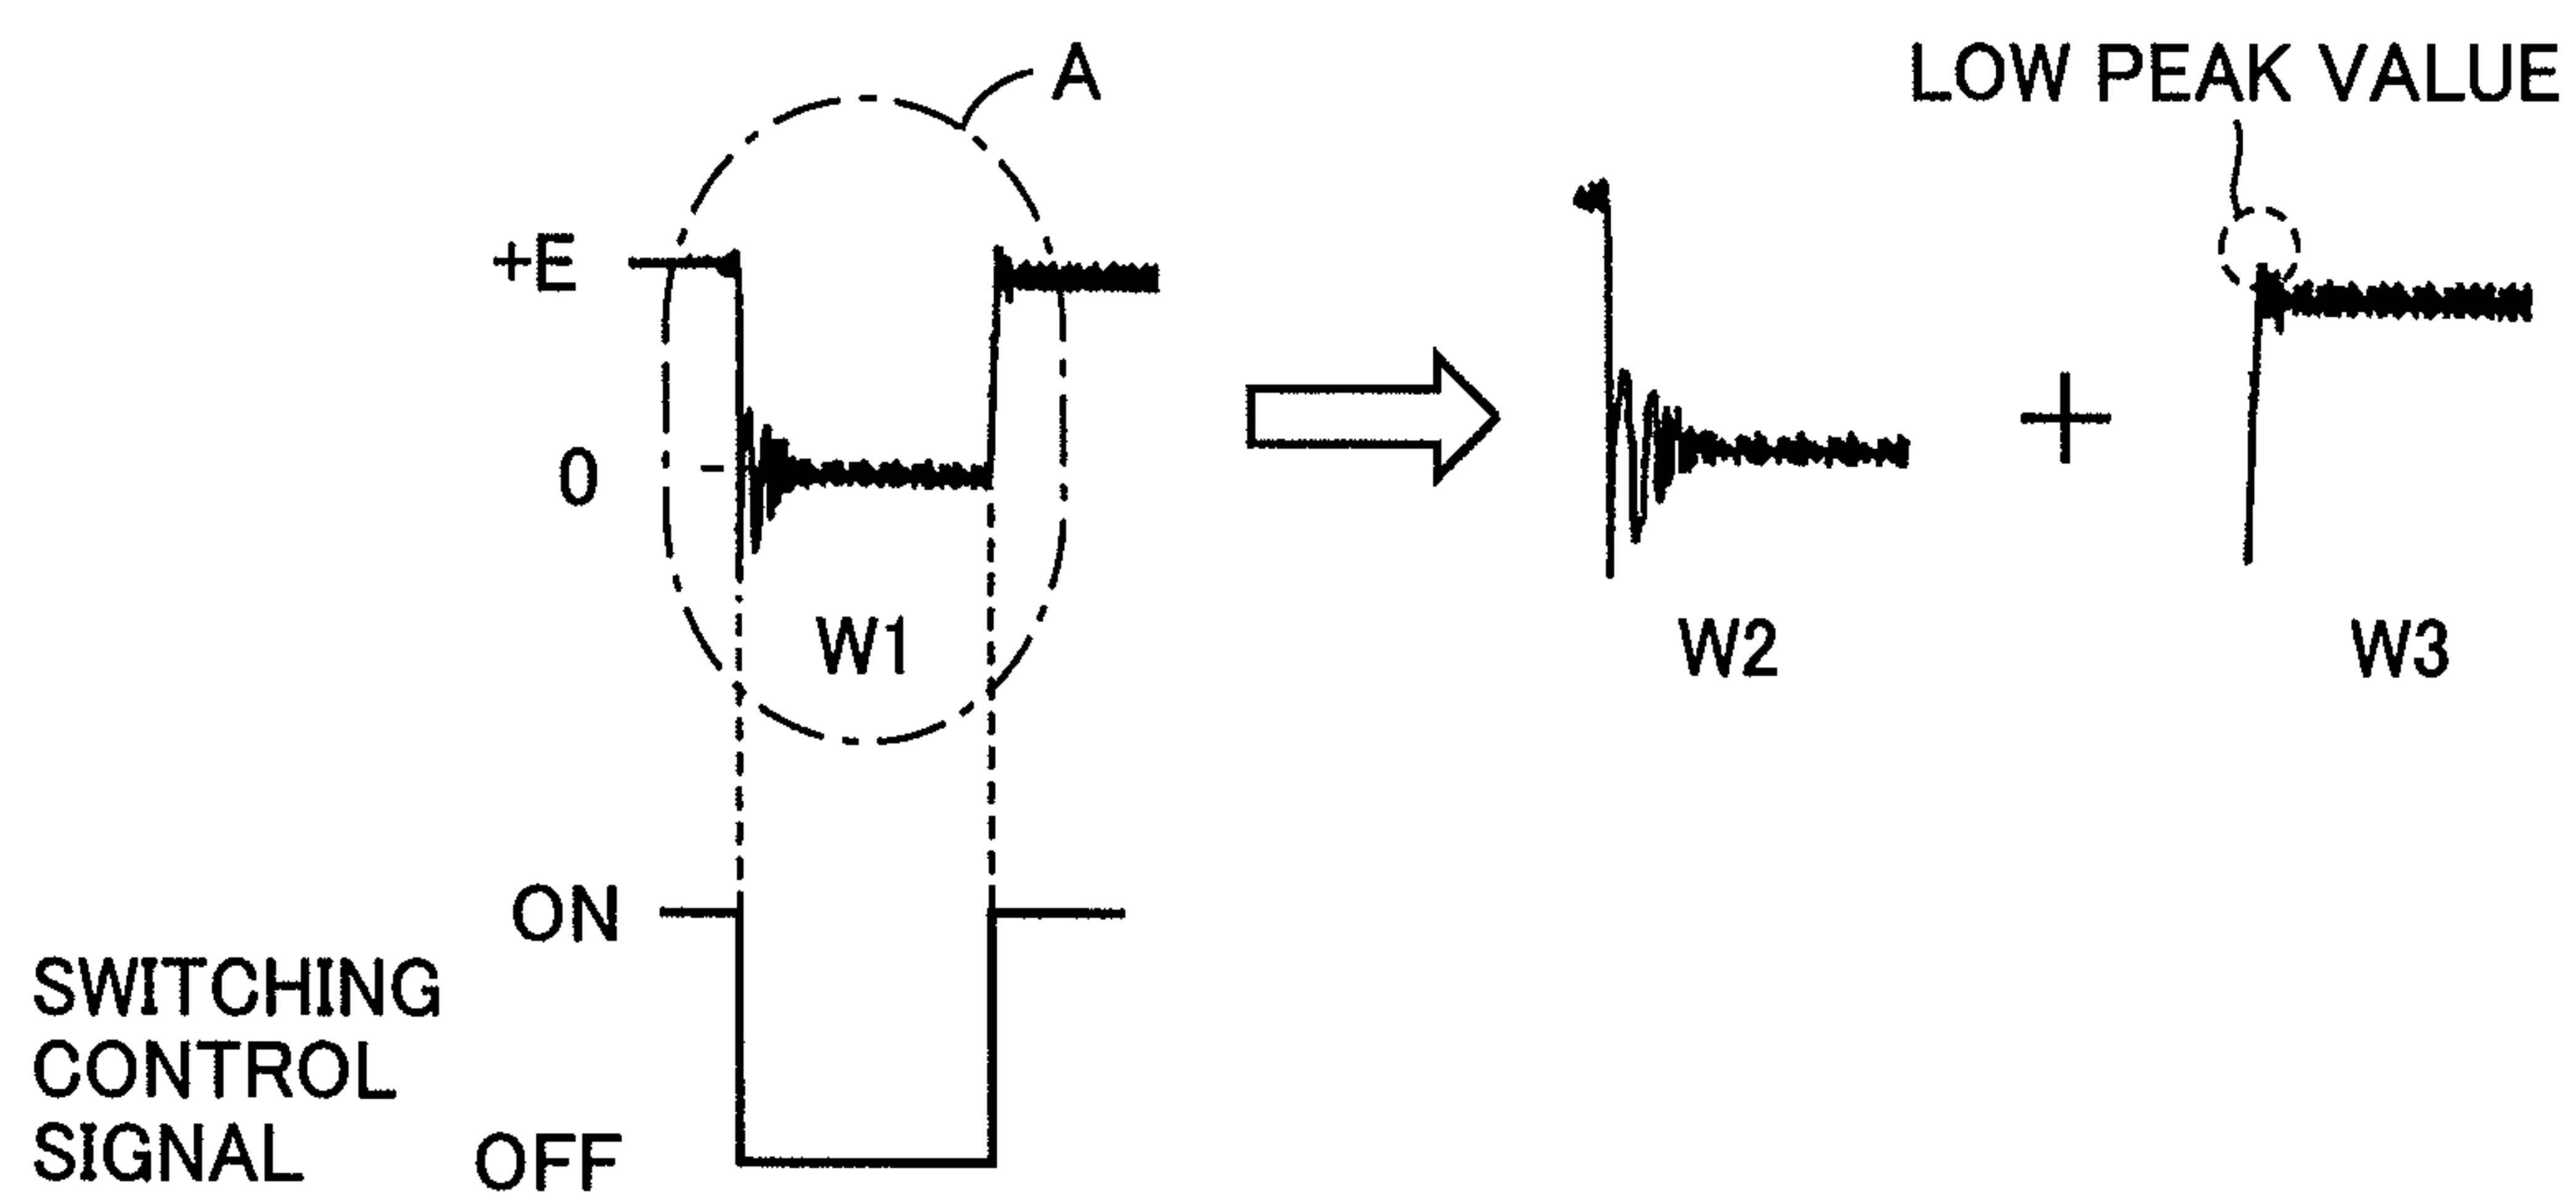 A
LOW PEAK VALUE
+E
0
+
W1
W2
W3
ON
SWITCHING
CONTROL
SIGNAL
OFF